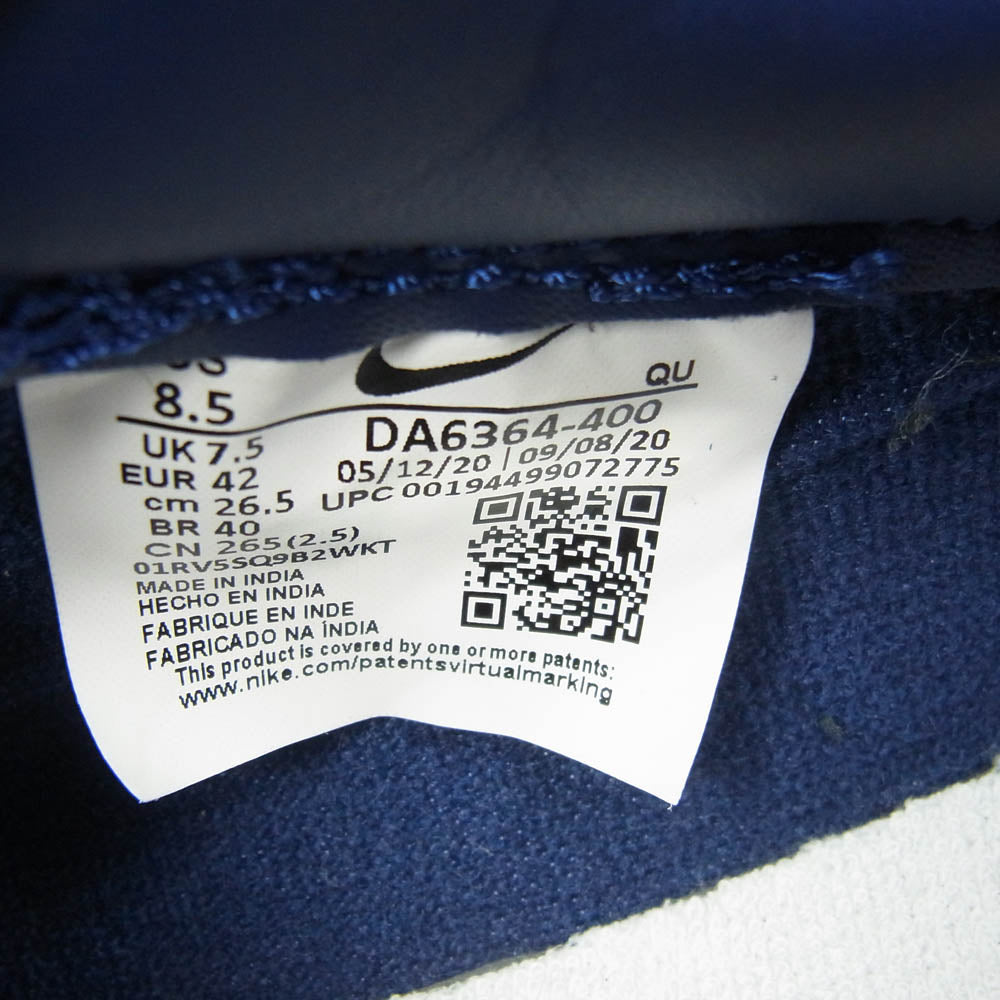 8.5
QU
UK 7.5
DA6364-400
EUR 42
05/12/20 | 09/08/20
cm 26.5
UPC 00194499072775
BR 40
CN 265(2.5)
01RV5SQ9B2WKT
MADE IN INDIA
HECHO EN INDIA
FABRIQUE EN INDE
FABRICADO NA ÍNDIA
This product is covered by one or more patents:
www.nike.com/patentsvirtualmarking